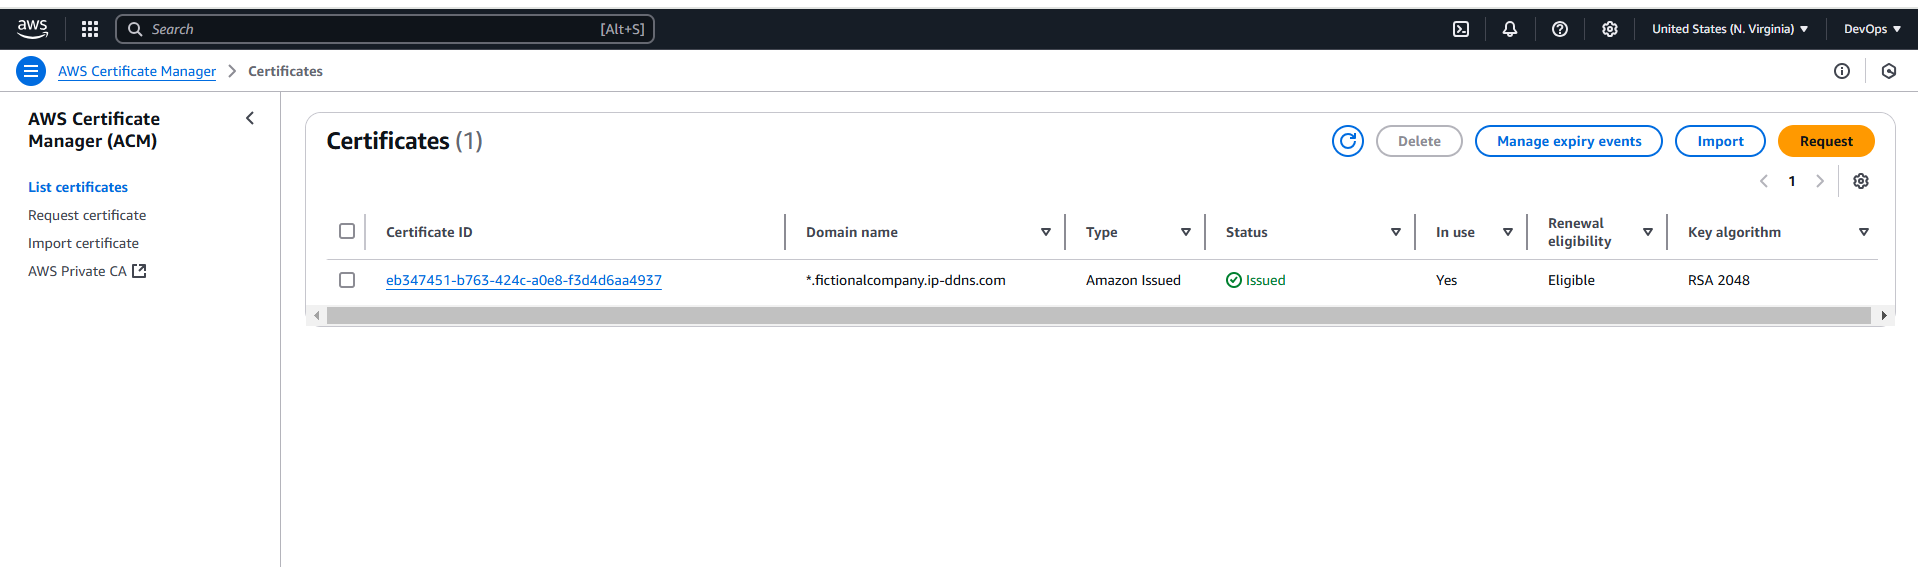 aws
Search [Alt+S]
United States (N. Virginia)
DevOps
AWS Certificate Manager
Certificates
AWS Certificate
Manager (ACM)
List certificates
Request certificate
Import certificate
AWS Private CA
Certificates (1)
Delete
Manage expiry events
Import
Request
1
Certificate ID
Domain name
Type
Status
In use
Renewal
eligibility
Key algorithm
eb347451-b763-424c-a0e8-f3d4d6aa4937
*.fictionalcompany.ip-ddns.com
Amazon Issued
Issued
Yes
Eligible
RSA 2048